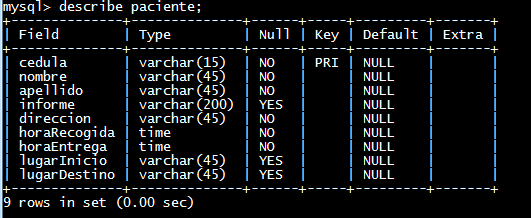 mysql> describe paciente;
+--------------+--------------+------+-----+---------+-------+
| Field | Type | Null | Key | Default | Extra |
+--------------+--------------+------+-----+---------+-------+
| cedula | varchar(15) | NO | PRI | NULL | |
| nombre | varchar(45) | NO | | NULL | |
| apellido | varchar(45) | NO | | NULL | |
| informe | varchar(200) | YES | | NULL | |
| direccion | varchar(45) | NO | | NULL | |
| horaRecogida | time | NO | | NULL | |
| horaEntrega | time | NO | | NULL | |
| lugarInicio | varchar(45) | YES | | NULL | |
| lugarDestino | varchar(45) | YES | | NULL | |
+--------------+--------------+------+-----+---------+-------+
9 rows in set (0.00 sec)